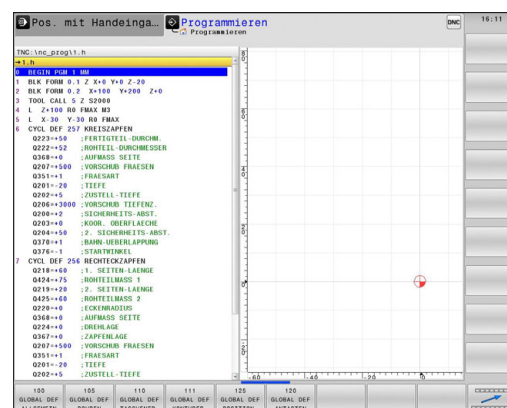 Pos. mit Handeinga…
Programmieren
Programmieren
DNC
16:11
TNC:\nc_prog\1.h
→1.h
0 BEGIN PGM 1 MM
1 BLK FORM 0.1 Z X+0 Y+0 Z-20
2 BLK FORM 0.2 X+100 Y+200 Z+0
3 TOOL CALL 5 Z S2000
4 L Z+100 R0 FMAX M3
5 L X-30 Y-30 R0 FMAX
6 CYCL DEF 257 KREISZAPFEN
Q223=+50 ;FERTIGTEIL-DURCHM.
Q222=+52 ;ROHTEIL-DURCHMESSER
Q368=+0 ;AUFMASS SEITE
Q207=+500 ;VORSCHUB FRAESEN
Q351=+1 ;FRAESART
Q201=-20 ;TIEFE
Q202=+5 ;ZUSTELL-TIEFE
Q206=+3000 ;VORSCHUB TIEFENZ.
Q200=+2 ;SICHERHEITS-ABST.
Q203=+0 ;KOOR. OBERFLAECHE
Q204=+50 ;2. SICHERHEITS-ABST.
Q370=+1 ;BAHN-UEBERLAPPUNG
Q376=-1 ;STARTWINKEL
7 CYCL DEF 256 RECHTECKZAPFEN
Q218=+60 ;1. SEITEN-LAENGE
Q424=+75 ;ROHTEILMASS 1
Q219=+20 ;2. SEITEN-LAENGE
Q425=+60 ;ROHTEILMASS 2
Q220=+0 ;ECKENRADIUS
Q368=+0 ;AUFMASS SEITE
Q224=+0 ;DREHLAGE
Q367=+0 ;ZAPFENLAGE
Q207=+500 ;VORSCHUB FRAESEN
Q351=+1 ;FRAESART
Q201=-20 ;TIEFE
Q202=+5 ;ZUSTELL-TIEFE
-60 -40 -20 0
100 105 110 111 125 120
GLOBAL DEF GLOBAL DEF GLOBAL DEF GLOBAL DEF GLOBAL DEF GLOBAL DEF